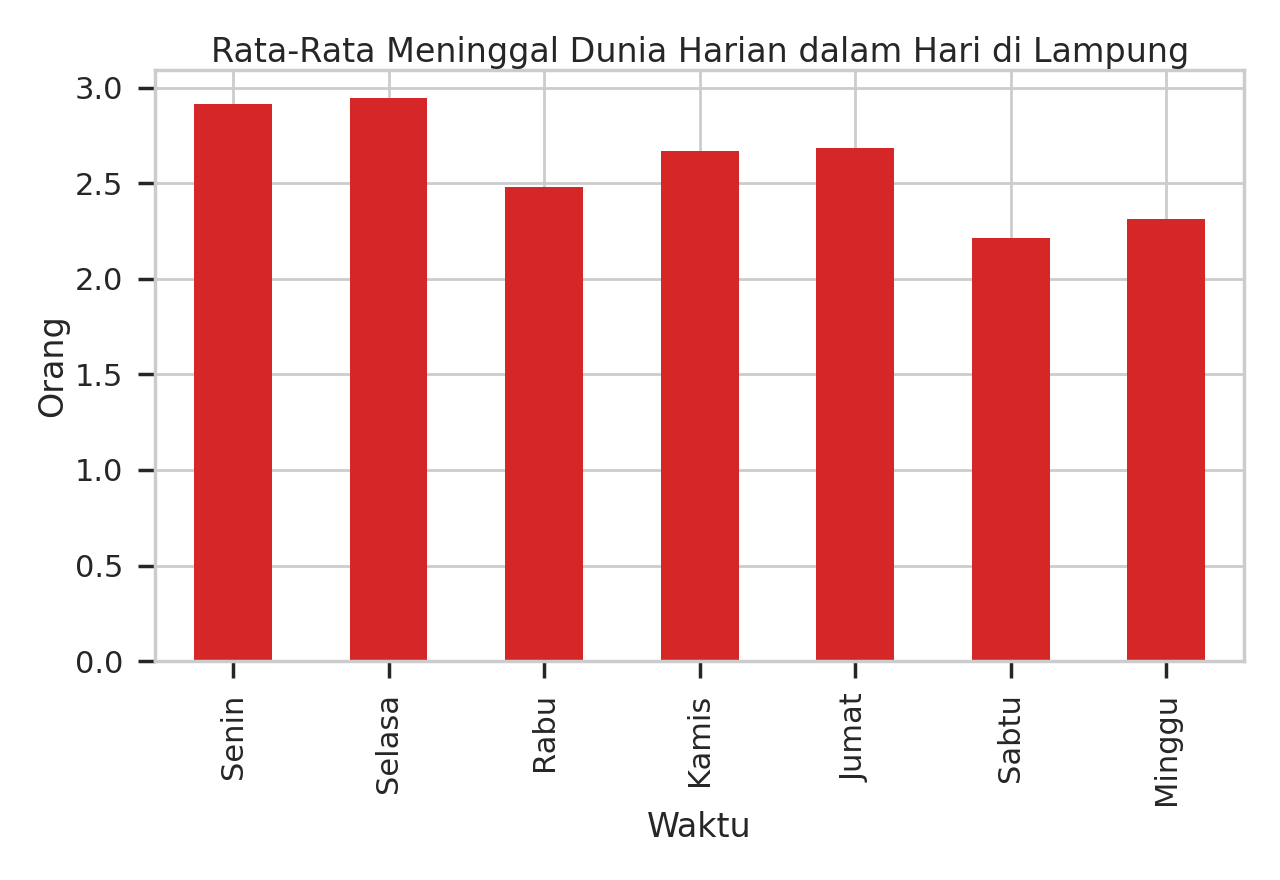 Rata-Rata Meninggal Dunia Harian dalam Hari di Lampung
3.0
2.5
2.0
1.5
1.0
0.5
0.0
Orang
Senin
Selasa
Rabu
Kamis
Jumat
Sabtu
Minggu
Waktu